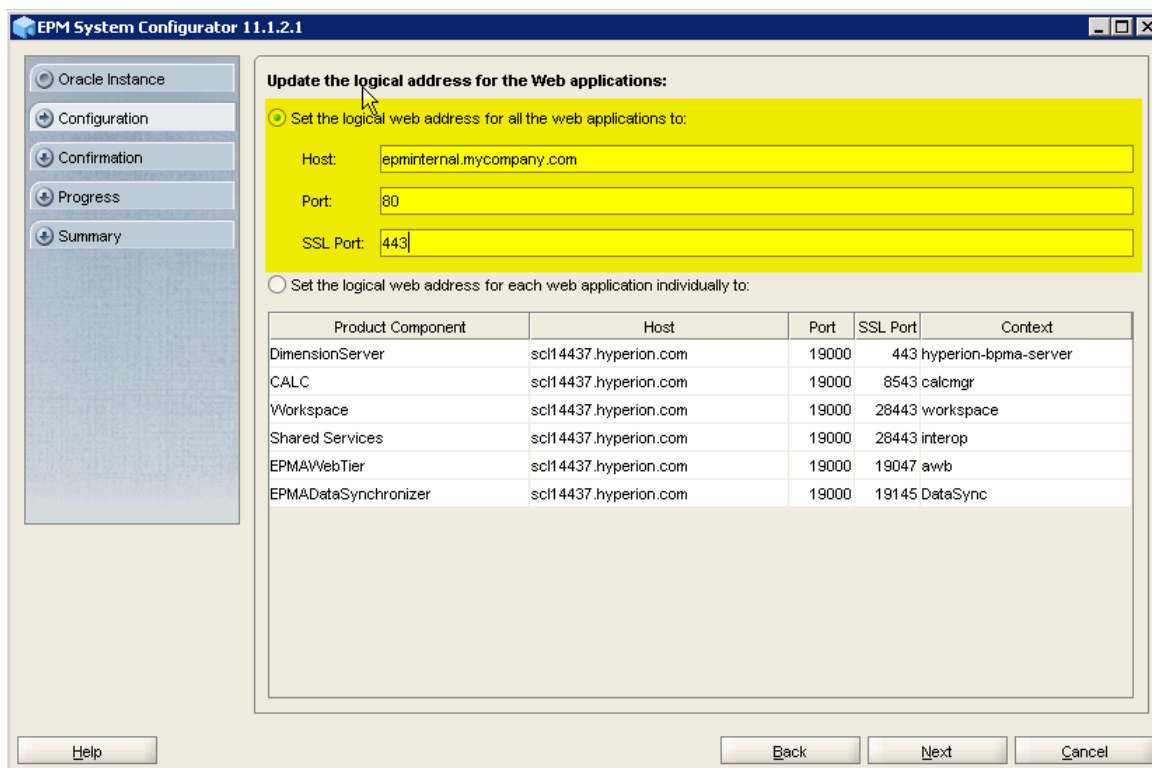 EPM System Configurator 11.1.2.1
Oracle Instance
Configuration
Confirmation
Progress
Summary
Update the logical address for the Web applications:
Set the logical web address for all the web applications to:
Host: epminternal.mycompany.com
Port: 80
SSL Port: 443
Set the logical web address for each web application individually to:
Product Component Host Port SSL Port Context
DimensionServer scl14437.hyperion.com 19000 443 hyperion-bpma-server
CALC scl14437.hyperion.com 19000 8543 calcmgr
Workspace scl14437.hyperion.com 19000 28443 workspace
Shared Services scl14437.hyperion.com 19000 28443 interop
EPMAWebTier scl14437.hyperion.com 19000 19047 awb
EPMADataSynchronizer scl14437.hyperion.com 19000 19145 DataSync
Help Back Next Cancel